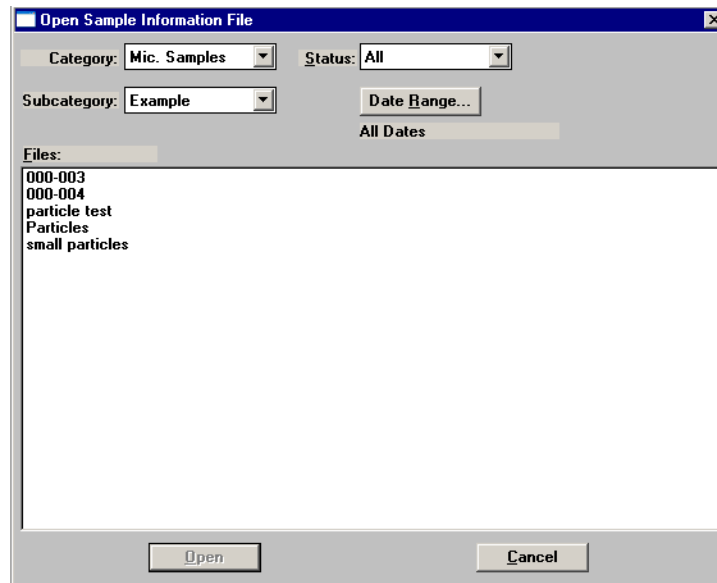 Open Sample Information File
Category: Mic. Samples Status: All
Subcategory: Example Date Range...
All Dates
Files:
000-003
000-004
particle test
Particles
small particles
Open Cancel